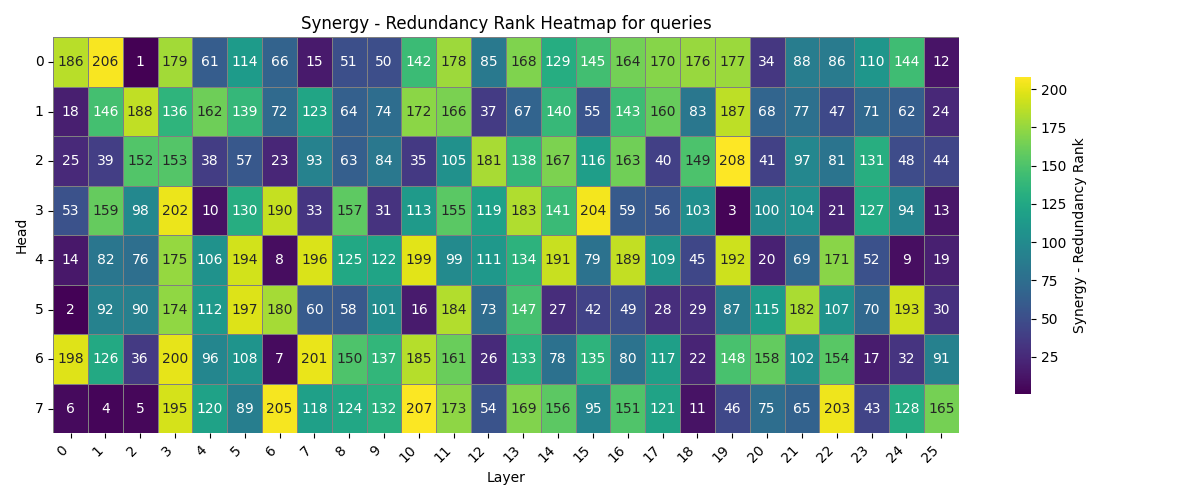 Synergy - Redundancy Rank Heatmap for queries
0 186 206 1 179 61 114 66 15 51 50 142 178 85 168 129 145 164 170 176 177 34 88 86 110 144 12
1 18 146 188 136 162 139 72 123 64 74 172 166 37 67 140 55 143 160 83 187 68 77 47 71 62 24
2 25 39 152 153 38 57 23 93 63 84 35 105 181 138 167 116 163 40 149 208 41 97 81 131 48 44
3 53 159 98 202 10 130 190 33 157 31 113 155 119 183 141 204 59 56 103 3 100 104 21 127 94 13
4 14 82 76 175 106 194 8 196 125 122 199 99 111 134 191 79 189 109 45 192 20 69 171 52 9 19
5 2 92 90 174 112 197 180 60 58 101 16 184 73 147 27 42 49 28 29 87 115 182 107 70 193 30
6 198 126 36 200 96 108 7 201 150 137 185 161 26 133 78 135 80 117 22 148 158 102 154 17 32 91
7 6 4 5 195 120 89 205 118 124 132 207 173 54 169 156 95 151 121 11 46 75 65 203 43 128 165
0 1 2 3 4 5 6 7 8 9 10 11 12 13 14 15 16 17 18 19 20 21 22 23 24 25
Layer
Head
200
175
150
125
100
75
50
25
Synergy - Redundancy Rank